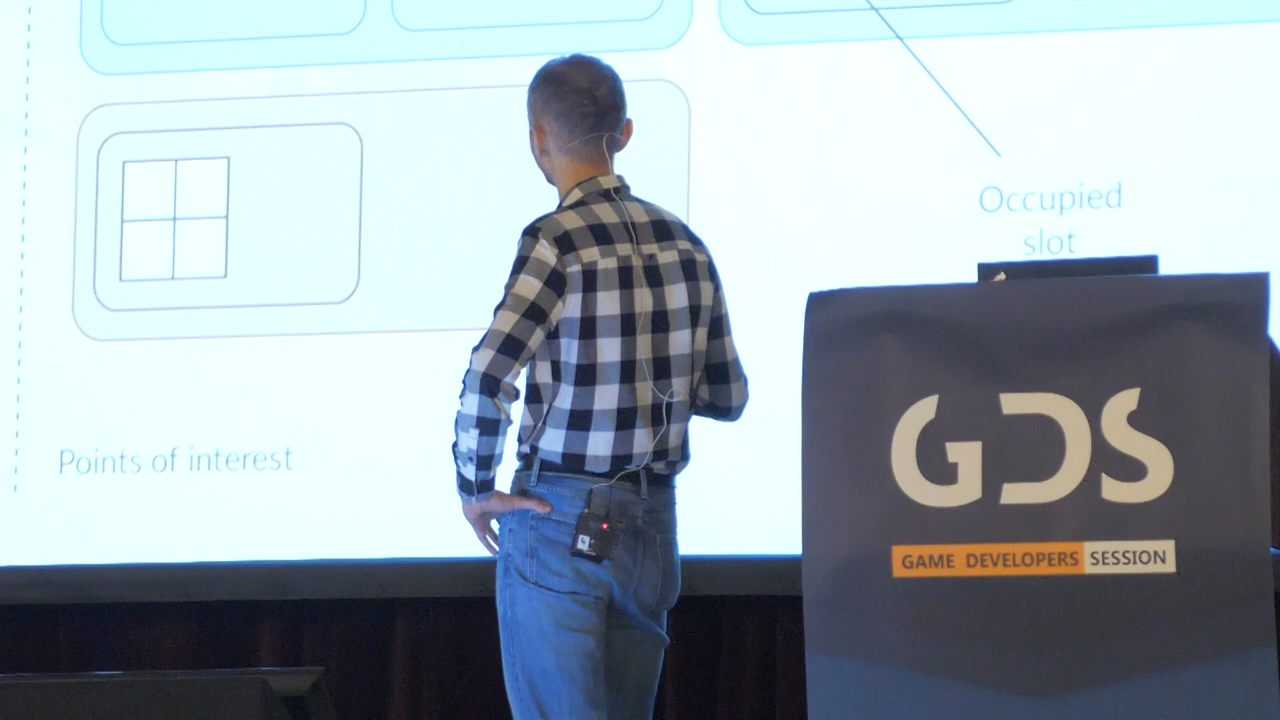 Occupied
slot
Points of interest
GDS
GAME DEVELOPERS SESSION